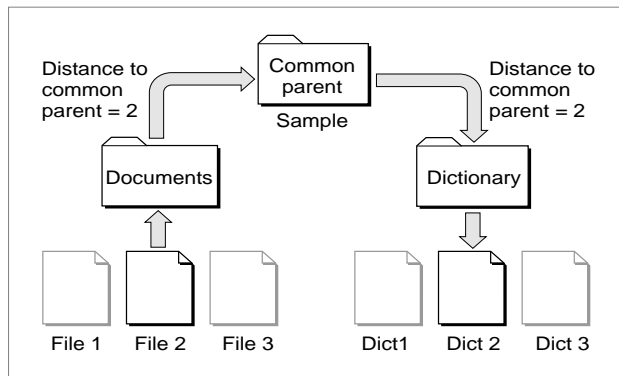 Distance to
common
parent = 2
Common
parent
Sample
Distance to
common
parent = 2
Documents
Dictionary
File 1
File 2
File 3
Dict1
Dict 2
Dict 3